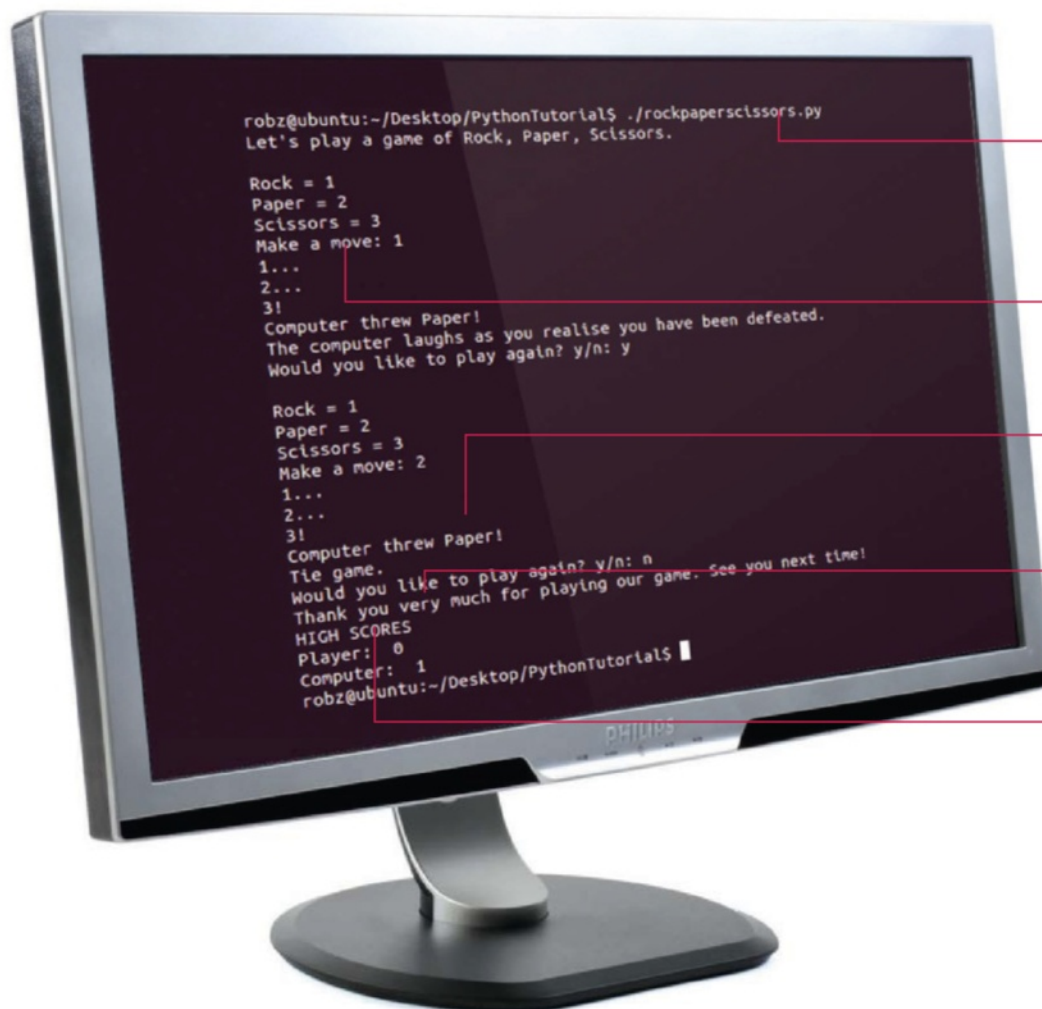 robz@ubuntu:~/Desktop/PythonTutorial$ ./rockpaperscissors.py
Let's play a game of Rock, Paper, Scissors.
Rock = 1
Paper = 2
Scissors = 3
Make a move: 1
1...
2...
3!
Computer threw Paper!
The computer laughs as you realise you have been defeated.
Would you like to play again? y/n: y
Rock = 1
Paper = 2
Scissors = 3
Make a move: 2
1...
2...
3!
Computer threw Paper!
Tie game.
Would you like to play again? y/n: n
Thank you very much for playing our game. See you next time!
HIGH SCORES
Player:  0
Computer:  1
robz@ubuntu:~/Desktop/PythonTutorial$
PHILIPS